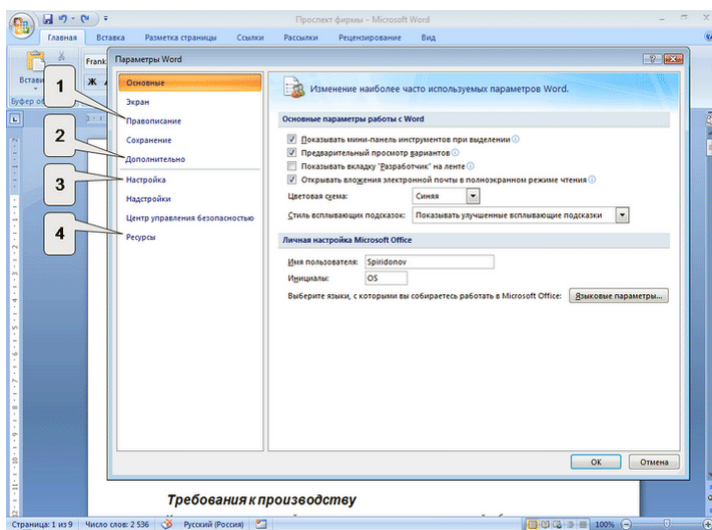 Проспект фирмы - Microsoft Word
Главная Вставка Разметка страницы Ссылки Рассылки Рецензирование Вид
Frank
Ж
1
2
3
4
Параметры Word
Основные
Экран
Правописание
Сохранение
Дополнительно
Настройка
Надстройки
Центр управления безопасностью
Ресурсы
Изменение наиболее часто используемых параметров Word.
Основные параметры работы с Word
Показывать мини-панель инструментов при выделении
Предварительный просмотр вариантов
Показывать вкладку "Разработчик" на ленте
Открывать вложения электронной почты в полноэкранном режиме чтения
Цветовая схема: Синяя
Стиль всплывающих подсказок: Показывать улучшенные всплывающие подсказки
Личная настройка Microsoft Office
Имя пользователя: Spiridonov
Инициалы: OS
Выберите языки, с которыми вы собираетесь работать в Microsoft Office: Языковые параметры...
ОК Отмена
Требования к производству
Страница: 1 из 9 Число слов: 2 536 Русский (Россия) 100%